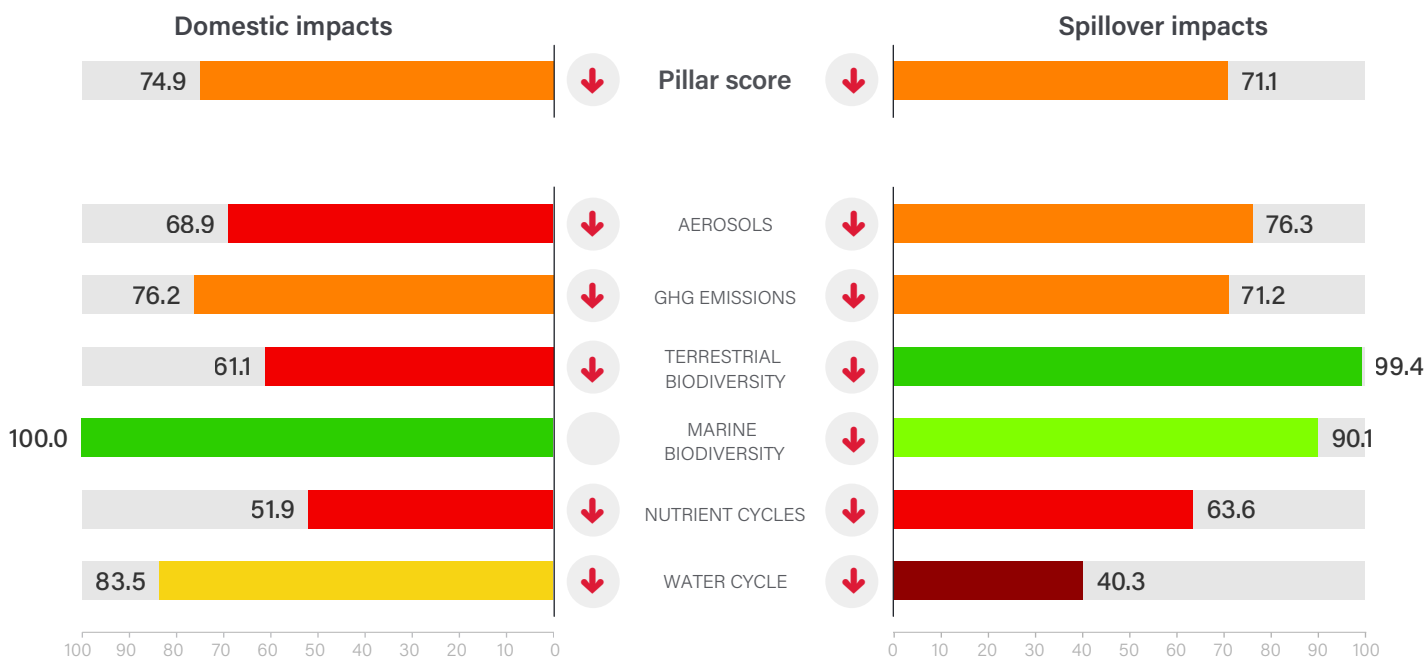 Domestic impacts
Spillover impacts
74.9
Pillar score
71.1
68.9
AEROSOLS
76.3
76.2
GHG EMISSIONS
71.2
61.1
TERRESTRIAL
BIODIVERSITY
99.4
100.0
MARINE
BIODIVERSITY
90.1
51.9
NUTRIENT CYCLES
63.6
83.5
WATER CYCLE
40.3
100 90 80 70 60 50 40 30 20 10 0
0 10 20 30 40 50 60 70 80 90 100